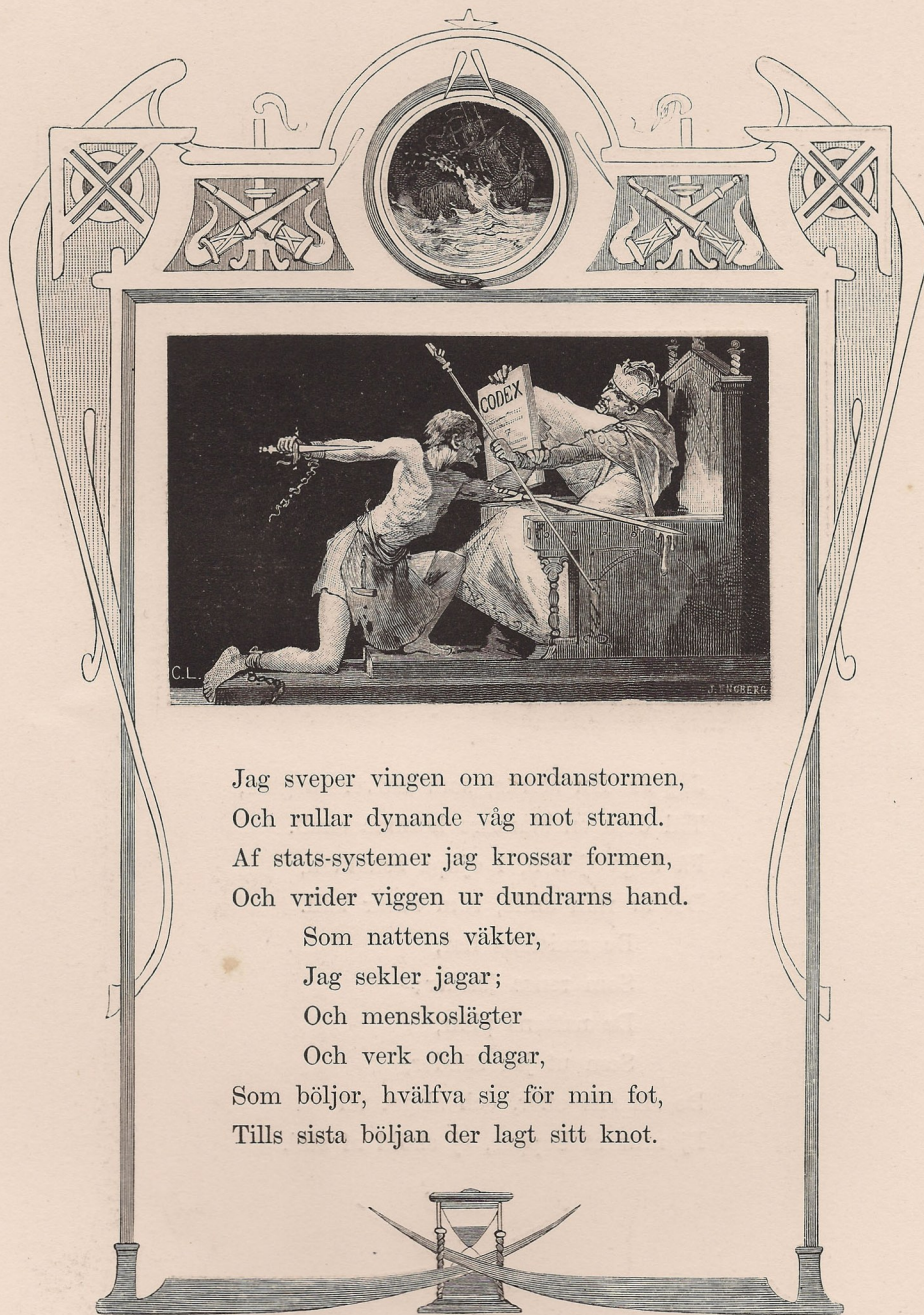 CODEX
C.L.
J. ENGBERG
Jag sveper vingen om nordanstormen,
Och rullar dynande våg mot strand.
Af stats-systemer jag krossar formen,
Och vrider viggen ur dundrarns hand.
Som nattens väkter,
Jag sekler jagar;
Och menskoslägter
Och verk och dagar,
Som böljor, hvälfva sig för min fot,
Tills sista böljan der lagt sitt knot.